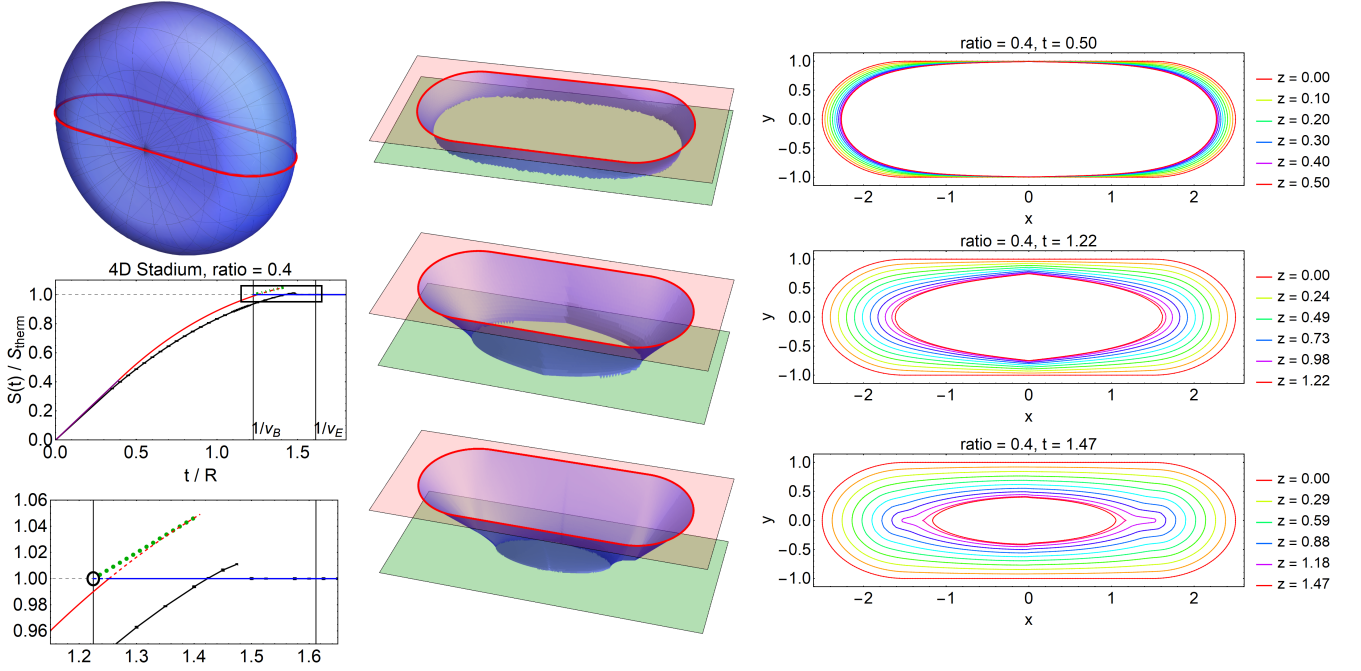 4D Stadium, ratio = 0.4
S(t) / S_therm
1.0
0.8
0.6
0.4
0.2
0.0
1/v_B
1/v_E
0.0 0.5 1.0 1.5
t / R
1.06
1.04
1.02
1.00
0.98
0.96
1.2 1.3 1.4 1.5 1.6
ratio = 0.4, t = 0.50
y
1.0
0.5
0.0
−0.5
−1.0
−2 −1 0 1 2
x
z = 0.00
z = 0.10
z = 0.20
z = 0.30
z = 0.40
z = 0.50
ratio = 0.4, t = 1.22
y
1.0
0.5
0.0
−0.5
−1.0
−2 −1 0 1 2
x
z = 0.00
z = 0.24
z = 0.49
z = 0.73
z = 0.98
z = 1.22
ratio = 0.4, t = 1.47
y
1.0
0.5
0.0
−0.5
−1.0
−2 −1 0 1 2
x
z = 0.00
z = 0.29
z = 0.59
z = 0.88
z = 1.18
z = 1.47